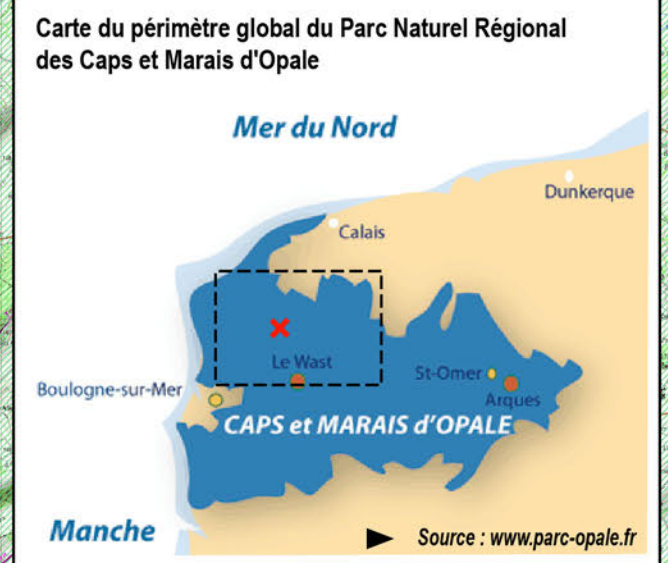 Carte du périmètre global du Parc Naturel Régional
des Caps et Marais d'Opale
Mer du Nord
Dunkerque
Calais
Le Wast
St-Omer
Boulogne-sur-Mer
Arques
CAPS et MARAIS d'OPALE
Manche
Source : www.parc-opale.fr